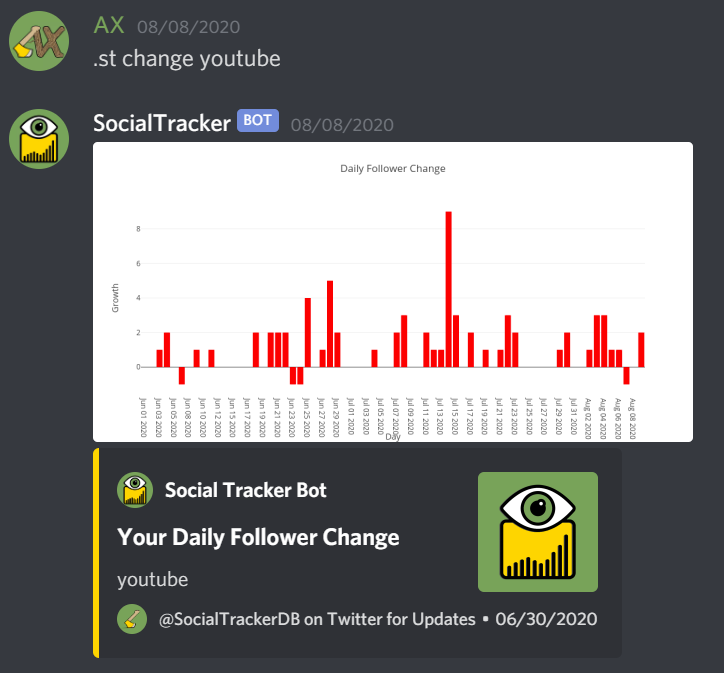 AX 08/08/2020
.st change youtube
SocialTracker BOT 08/08/2020
Daily Follower Change
Growth
8
6
4
2
0
Jun 01 2020
Jun 03 2020
Jun 05 2020
Jun 08 2020
Jun 10 2020
Jun 12 2020
Jun 15 2020
Jun 17 2020
Jun 19 2020
Jun 21 2020
Jun 23 2020
Jun 25 2020
Jun 27 2020
Jun 29 2020
Jul 01 2020
Jul 03 2020
Jul 05 2020
Jul 07 2020
Jul 09 2020
Jul 11 2020
Jul 13 2020
Jul 15 2020
Jul 17 2020
Jul 19 2020
Jul 21 2020
Jul 23 2020
Jul 25 2020
Jul 27 2020
Jul 29 2020
Jul 31 2020
Aug 02 2020
Aug 04 2020
Aug 06 2020
Aug 08 2020
Day
Social Tracker Bot
Your Daily Follower Change
youtube
@SocialTrackerDB on Twitter for Updates • 06/30/2020